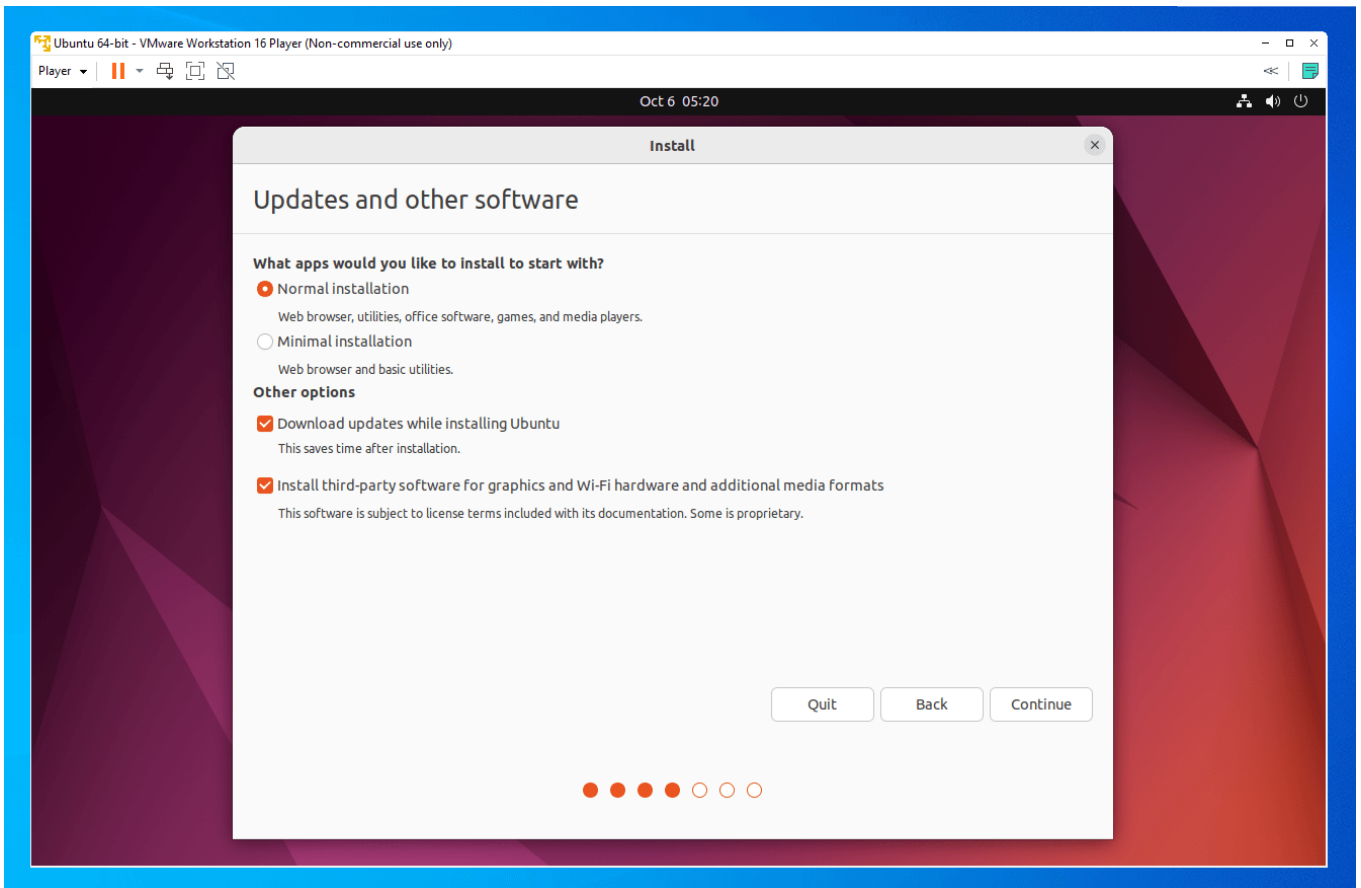 Ubuntu 64-bit - VMware Workstation 16 Player (Non-commercial use only)
Player
Oct 6 05:20
Install
Updates and other software
What apps would you like to install to start with?
Normal installation
Web browser, utilities, office software, games, and media players.
Minimal installation
Web browser and basic utilities.
Other options
Download updates while installing Ubuntu
This saves time after installation.
Install third-party software for graphics and Wi-Fi hardware and additional media formats
This software is subject to license terms included with its documentation. Some is proprietary.
Quit Back Continue